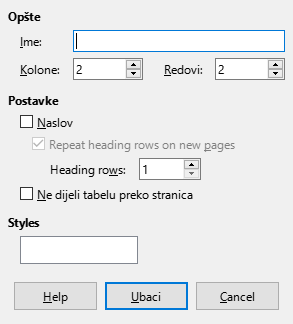 Opšte
Ime:
Kolone: 2 Redovi: 2
Postavke
Naslov
Repeat heading rows on new pages
Heading rows: 1
Ne dijeli tabelu preko stranica
Styles
Help Ubaci Cancel